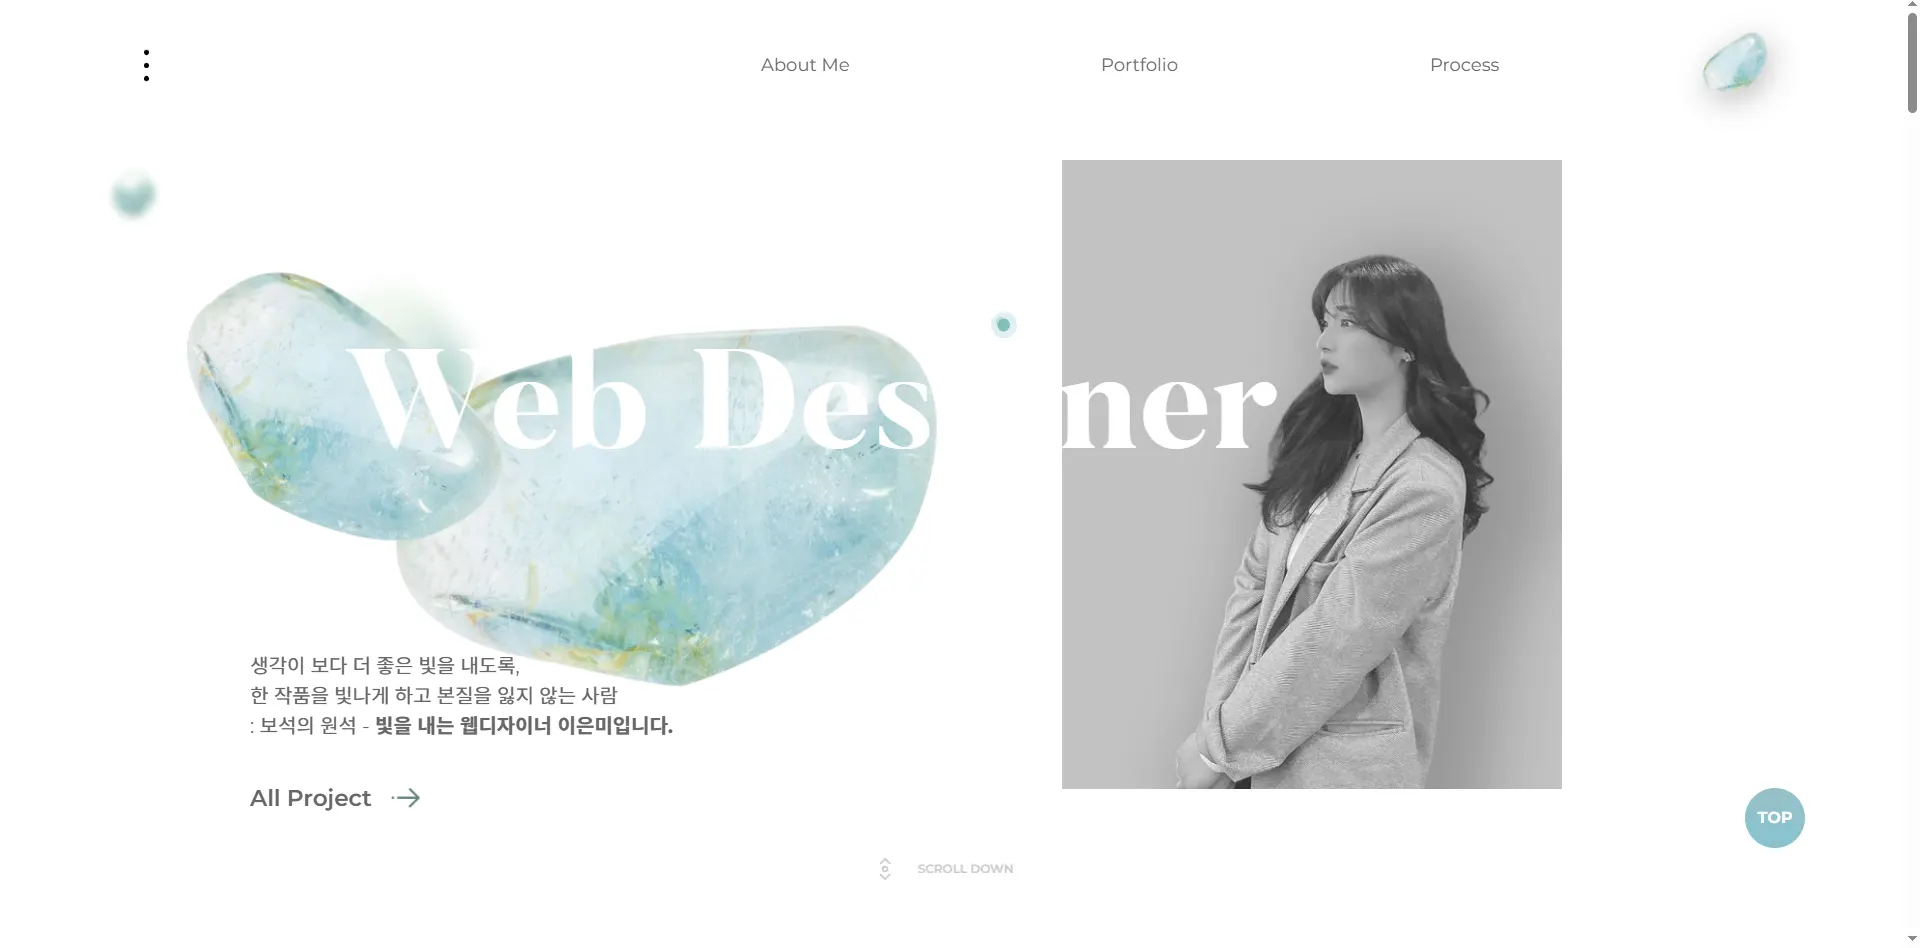 About Me
Portfolio
Process
Web Des ner
생각이 보다 더 좋은 빛을 내도록,
한 작품을 빛나게 하고 본질을 잃지 않는 사람
: 보석의 원석 - 빛을 내는 웹디자이너 이은미입니다.
All Project
TOP
SCROLL DOWN